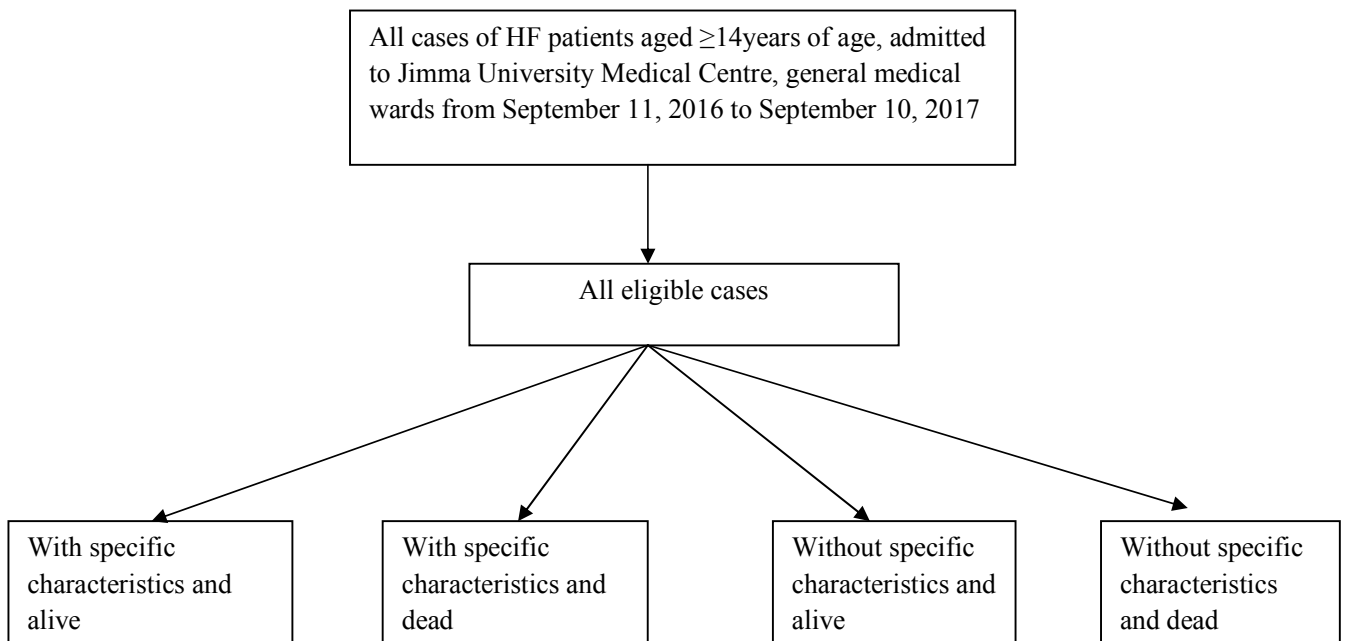 All cases of HF patients aged ≥14years of age, admitted
to Jimma University Medical Centre, general medical
wards from September 11, 2016 to September 10, 2017
All eligible cases
With specific
characteristics and
alive
With specific
characteristics and
dead
Without specific
characteristics and
alive
Without specific
characteristics
and dead